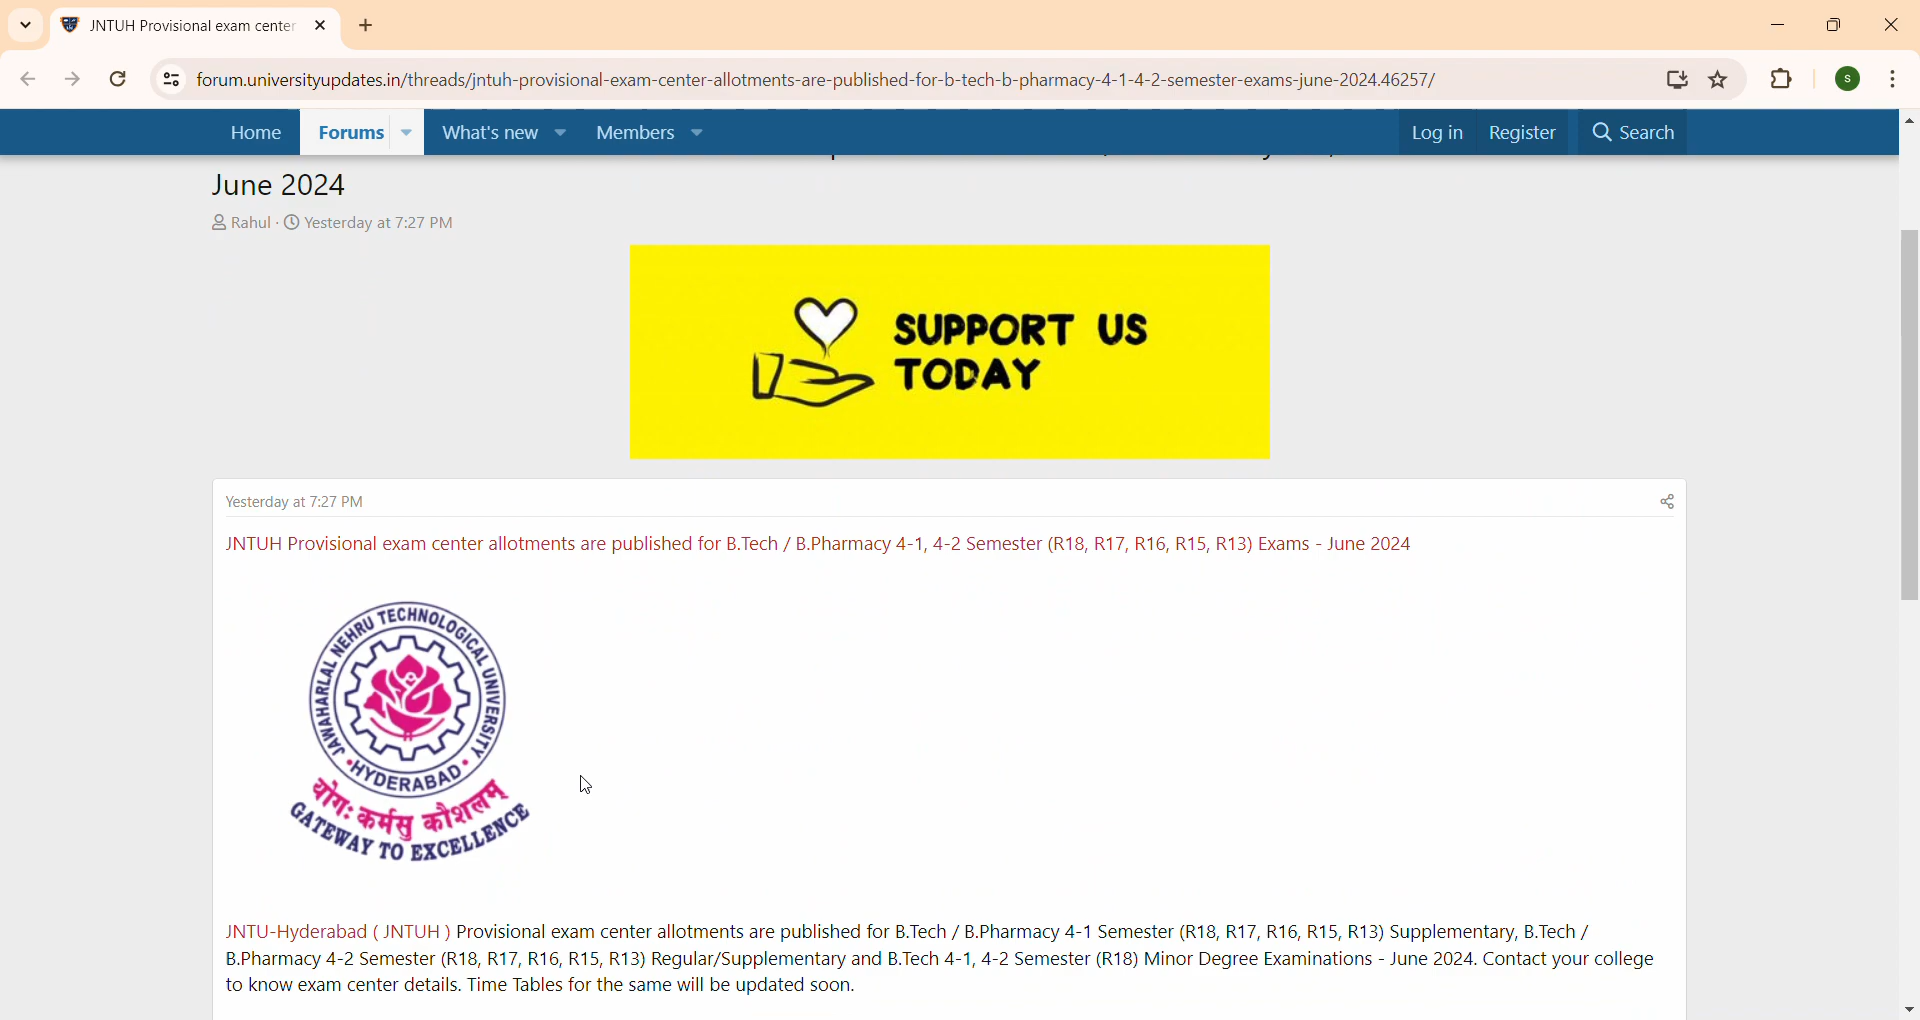 JNTUH Provisional exam center
forum.universityupdates.in/threads/jntuh-provisional-exam-center-allotments-are-published-for-b-tech-b-pharmacy-4-1-4-2-semester-exams-june-2024.46257/
S
Home Forums What's new Members Log in Register Search
June 2024
Rahul · Yesterday at 7:27 PM
SUPPORT US
TODAY
Yesterday at 7:27 PM
JNTUH Provisional exam center allotments are published for B.Tech / B.Pharmacy 4-1, 4-2 Semester (R18, R17, R16, R15, R13) Exams - June 2024
JAWAHARLAL NEHRU TECHNOLOGICAL UNIVERSITY
• HYDERABAD •
योगः कर्मसु कौशलम्
GATEWAY TO EXCELLENCE
JNTU-Hyderabad ( JNTUH ) Provisional exam center allotments are published for B.Tech / B.Pharmacy 4-1 Semester (R18, R17, R16, R15, R13) Supplementary, B.Tech /
B.Pharmacy 4-2 Semester (R18, R17, R16, R15, R13) Regular/Supplementary and B.Tech 4-1, 4-2 Semester (R18) Minor Degree Examinations - June 2024. Contact your college
to know exam center details. Time Tables for the same will be updated soon.